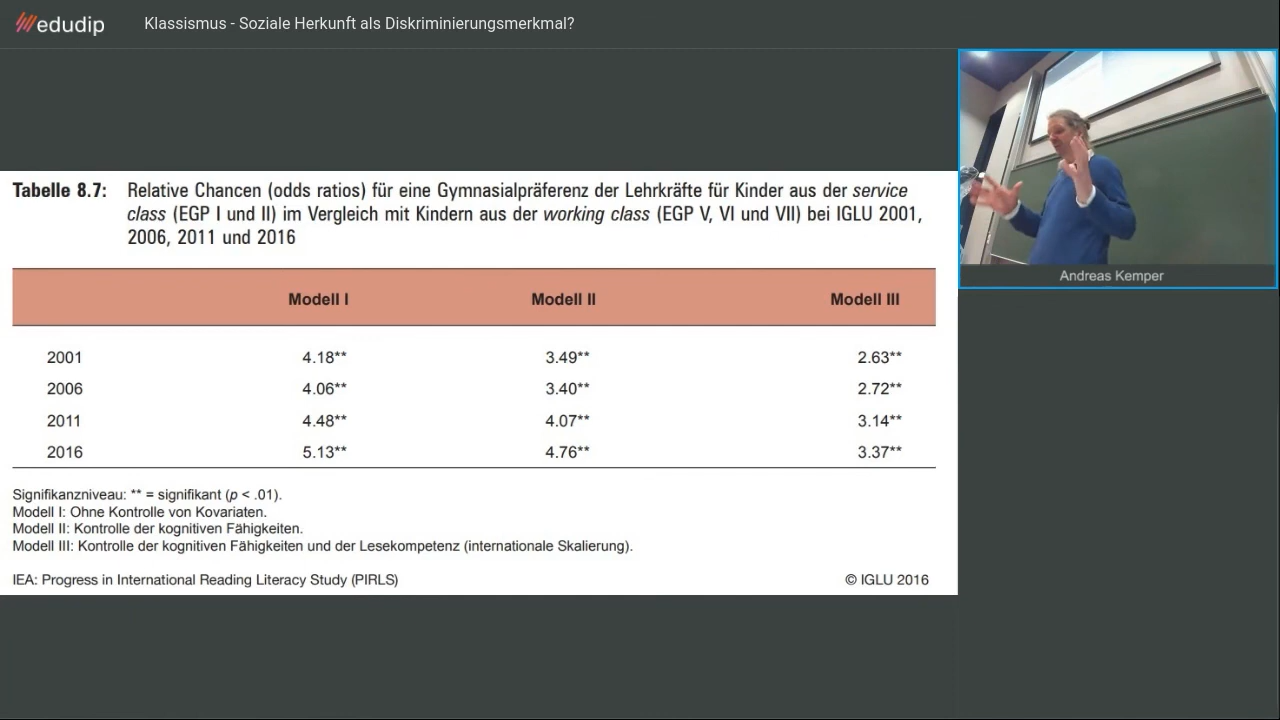 edudip
Klassismus - Soziale Herkunft als Diskriminierungsmerkmal?
Tabelle 8.7: Relative Chancen (odds ratios) für eine Gymnasialpräferenz der Lehrkräfte für Kinder aus der service
class (EGP I und II) im Vergleich mit Kindern aus der working class (EGP V, VI und VII) bei IGLU 2001,
2006, 2011 und 2016
Modell I Modell II Modell III
2001 4.18** 3.49** 2.63**
2006 4.06** 3.40** 2.72**
2011 4.48** 4.07** 3.14**
2016 5.13** 4.76** 3.37**
Signifikanzniveau: ** = signifikant (p < .01).
Modell I: Ohne Kontrolle von Kovariaten.
Modell II: Kontrolle der kognitiven Fähigkeiten.
Modell III: Kontrolle der kognitiven Fähigkeiten und der Lesekompetenz (internationale Skalierung).
IEA: Progress in International Reading Literacy Study (PIRLS) © IGLU 2016
Andreas Kemper